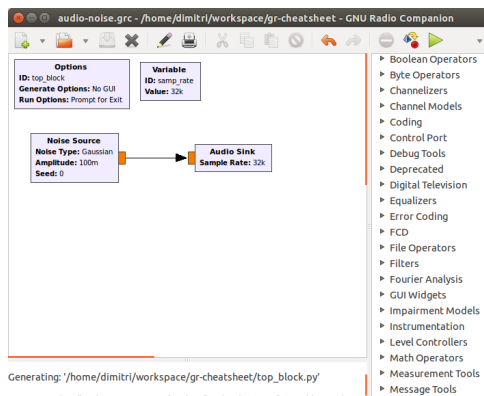 audio-noise.grc - /home/dimitri/workspace/gr-cheatsheet - GNU Radio Companion
Options
ID: top_block
Generate Options: No GUI
Run Options: Prompt for Exit
Variable
ID: samp_rate
Value: 32k
Noise Source
Noise Type: Gaussian
Amplitude: 100m
Seed: 0
Audio Sink
Sample Rate: 32k
Boolean Operators
Byte Operators
Channelizers
Channel Models
Coding
Control Port
Debug Tools
Deprecated
Digital Television
Equalizers
Error Coding
FCD
File Operators
Filters
Fourier Analysis
GUI Widgets
Impairment Models
Instrumentation
Level Controllers
Math Operators
Measurement Tools
Message Tools
Generating: '/home/dimitri/workspace/gr-cheatsheet/top_block.py'